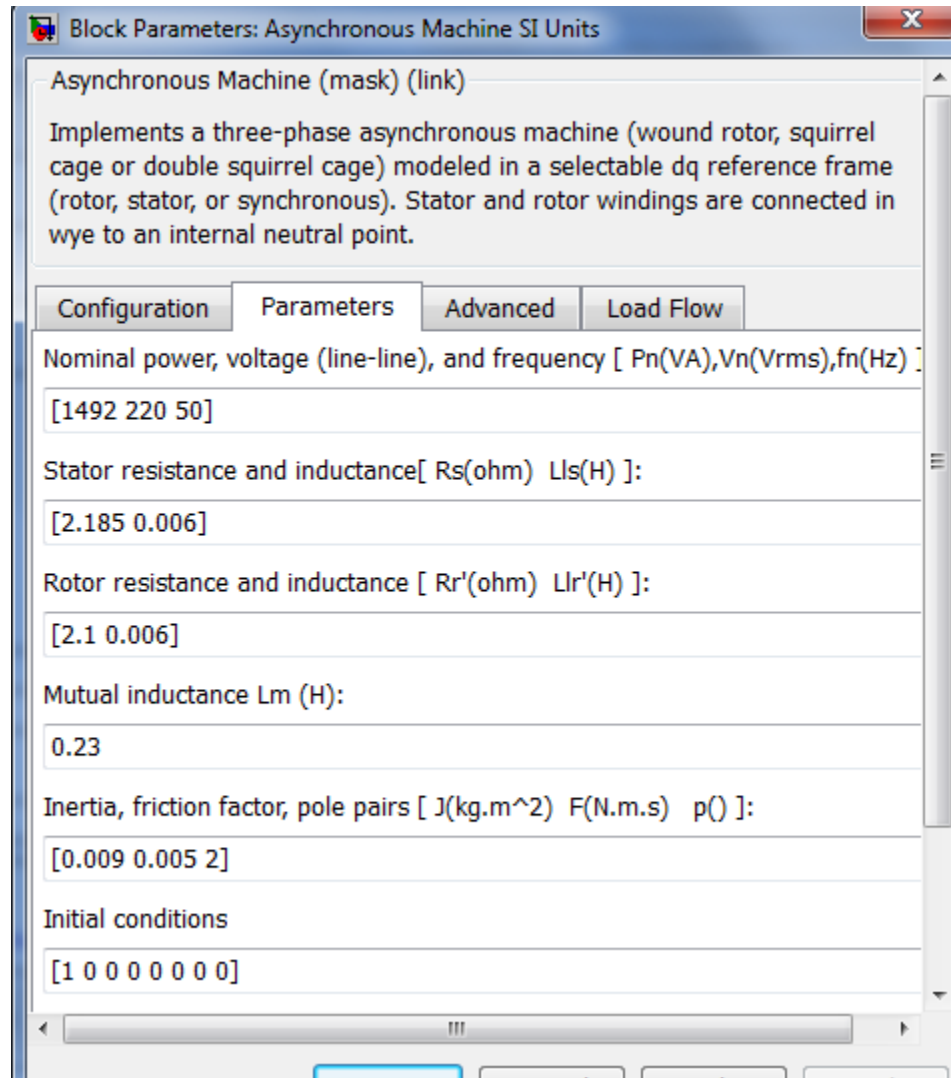 Block Parameters: Asynchronous Machine SI Units
Asynchronous Machine (mask) (link)
Implements a three-phase asynchronous machine (wound rotor, squirrel
cage or double squirrel cage) modeled in a selectable dq reference frame
(rotor, stator, or synchronous). Stator and rotor windings are connected in
wye to an internal neutral point.
Configuration Parameters Advanced Load Flow
Nominal power, voltage (line-line), and frequency [ Pn(VA),Vn(Vrms),fn(Hz) ]
[1492 220 50]
Stator resistance and inductance[ Rs(ohm) Lls(H) ]:
[2.185 0.006]
Rotor resistance and inductance [ Rr'(ohm) Llr'(H) ]:
[2.1 0.006]
Mutual inductance Lm (H):
0.23
Inertia, friction factor, pole pairs [ J(kg.m^2) F(N.m.s) p() ]:
[0.009 0.005 2]
Initial conditions
[1 0 0 0 0 0 0 0]